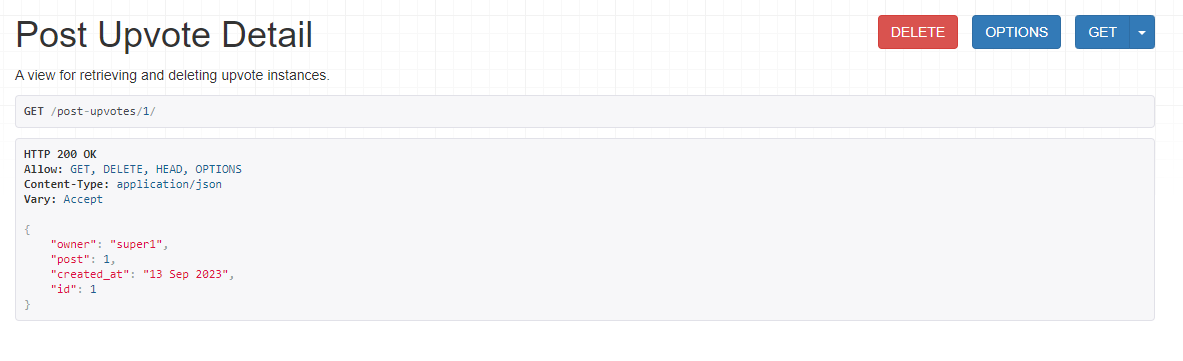 Post Upvote Detail
DELETE
OPTIONS
GET
A view for retrieving and deleting upvote instances.
GET /post-upvotes/1/
HTTP 200 OK
Allow: GET, DELETE, HEAD, OPTIONS
Content-Type: application/json
Vary: Accept
{
    "owner": "super1",
    "post": 1,
    "created_at": "13 Sep 2023",
    "id": 1
}